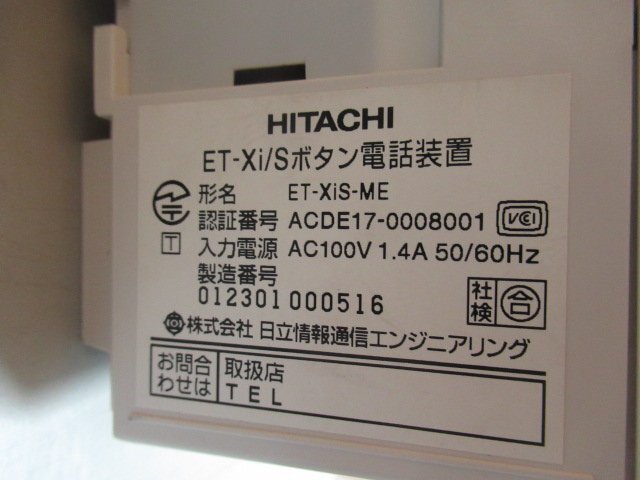 HITACHI
ET-Xi/Sボタン電話装置
形名 ET-XiS-ME
認証番号 ACDE17-0008001 VCCI
T 入力電源 AC100V 1.4A 50/60Hz
製造番号
012301 000516
社検 合
株式会社 日立情報通信エンジニアリング
お問合わせは
取扱店
TEL